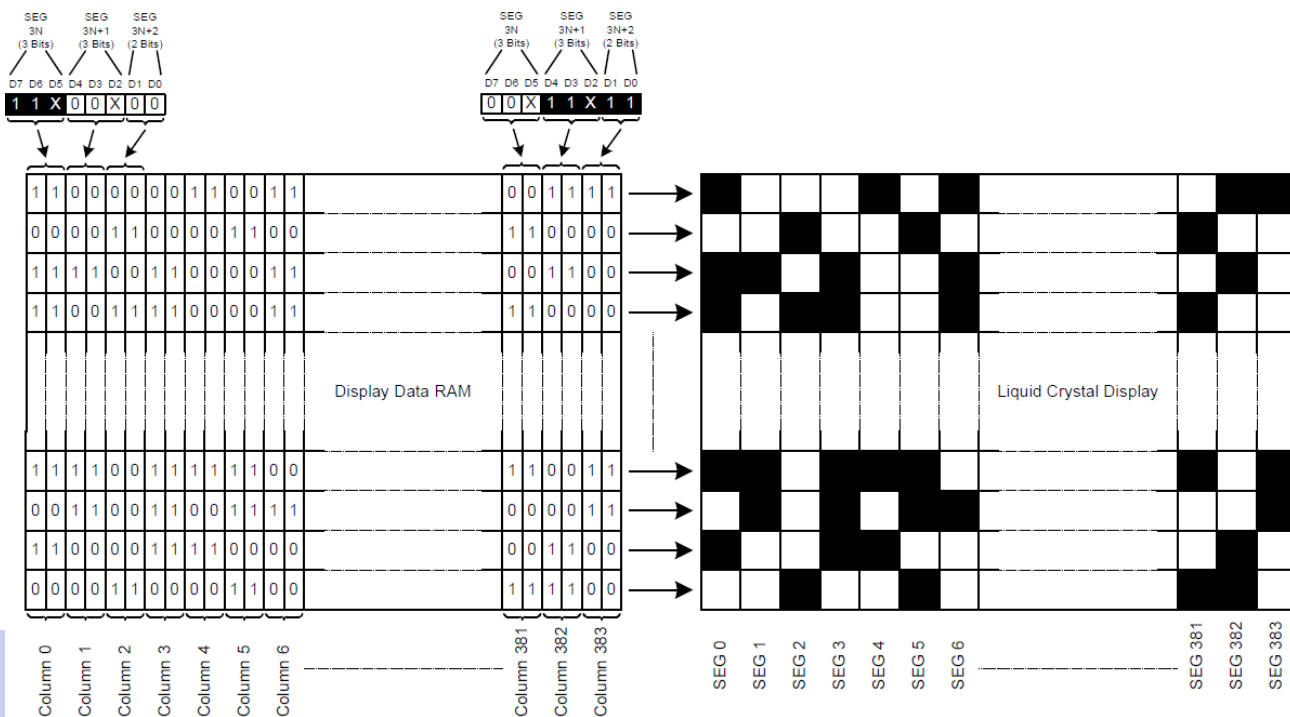 SEG SEG SEG SEG SEG SEG
3N 3N+1 3N+2 3N 3N+1 3N+2
(3 Bits) (3 Bits) (2 Bits) (3 Bits) (3 Bits) (2 Bits)
D7 D6 D5 D4 D3 D2 D1 D0 D7 D6 D5 D4 D3 D2 D1 D0
1 1 X 0 0 X 0 0 0 0 X 1 1 X 1 1
1 1 0 0 0 0 0 0 1 1 0 0 1 1 0 0 1 1 1 1
0 0 0 0 1 1 0 0 0 0 1 1 0 0 1 1 0 0 0 0
1 1 1 1 0 0 1 1 0 0 0 0 1 1 0 0 1 1 0 0
1 1 0 0 1 1 1 1 0 0 0 0 1 1 1 1 0 0 0 0
Display Data RAM Liquid Crystal Display
1 1 1 1 0 0 1 1 1 1 1 1 0 0 1 1 0 0 1 1
0 0 1 1 0 0 1 1 0 0 1 1 1 1 0 0 0 0 1 1
1 1 0 0 0 0 1 1 1 1 0 0 0 0 0 0 1 1 0 0
0 0 0 0 1 1 0 0 0 0 1 1 0 0 1 1 1 1 0 0
Column 0 Column 1 Column 2 Column 3 Column 4 Column 5 Column 6 Column 381 Column 382 Column 383 SEG 0 SEG 1 SEG 2 SEG 3 SEG 4 SEG 5 SEG 6 SEG 381 SEG 382 SEG 383